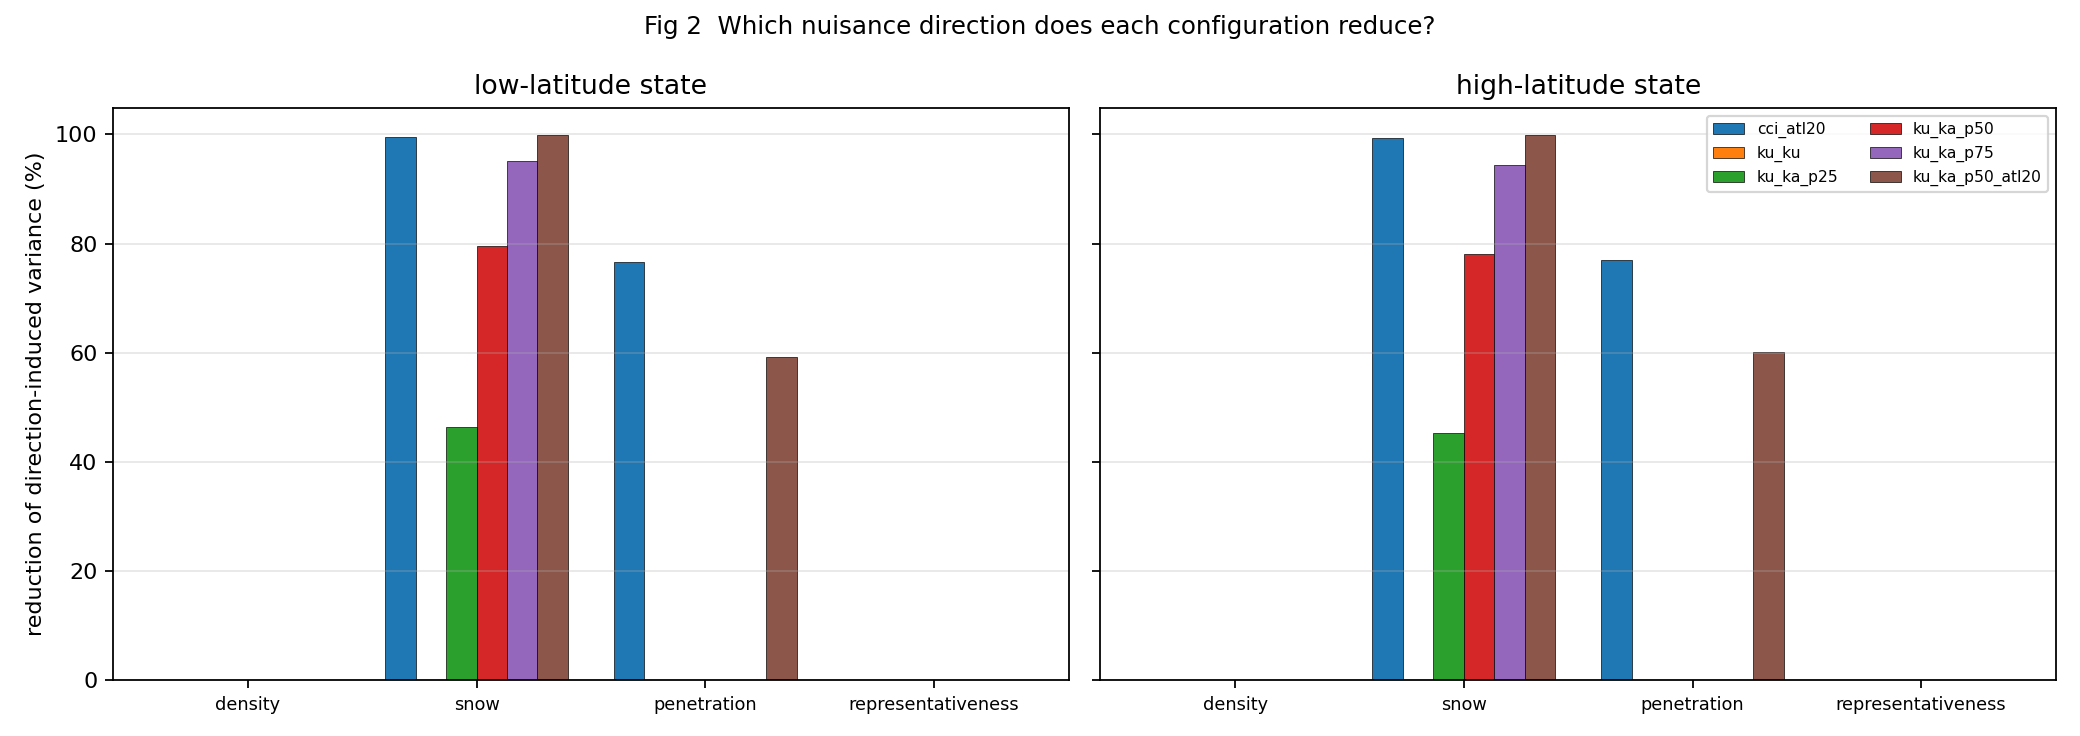 Fig 2  Which nuisance direction does each configuration reduce?
low-latitude state
high-latitude state
reduction of direction-induced variance (%)
100
80
60
40
20
0
density
snow
penetration
representativeness
cci_atl20
ku_ku
ku_ka_p25
ku_ka_p50
ku_ka_p75
ku_ka_p50_atl20
density
snow
penetration
representativeness